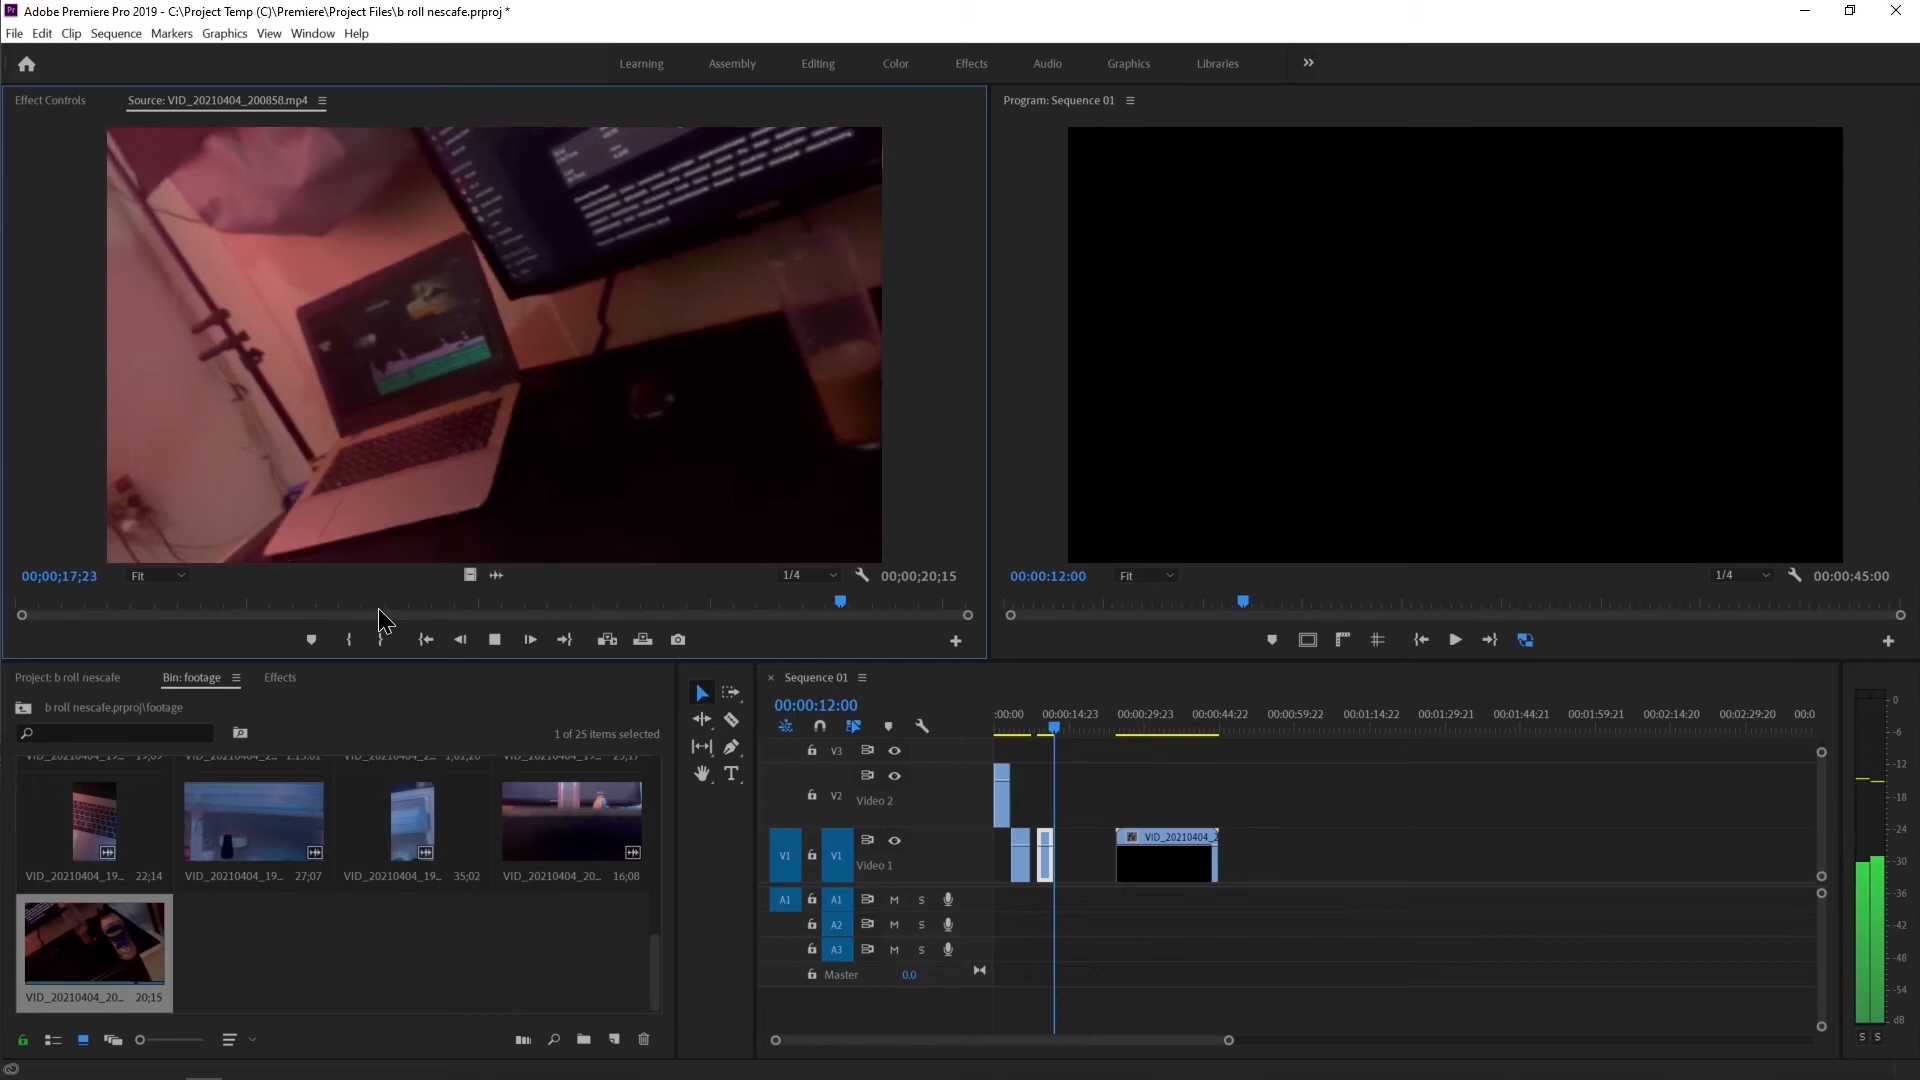 Adobe Premiere Pro 2019 - C:\Project Temp (C)\Premiere\Project Files\b roll nescafe.prproj *
File Edit Clip Sequence Markers Graphics View Window Help
Learning Assembly Editing Color Effects Audio Graphics Libraries
Effect Controls Source: VID_20210404_200858.mp4 Program: Sequence 01
00;00;17;23 Fit 1/4 00;00;20;15
00:00:12:00 Fit 1/4 00:00:45:00
Project: b roll nescafe Bin: footage Effects
b roll nescafe.prproj\footage
1 of 25 items selected
VID_20210404_19... 22;14 VID_20210404_19... 27;07 VID_20210404_19... 35;02 VID_20210404_20... 16;08
VID_20210404_20... 20;15
Sequence 01
00:00:12:00
:00:00 00:00:14:23 00:00:29:23 00:00:44:22 00:00:59:22 00:01:14:22 00:01:29:21 00:01:44:21 00:01:59:21 00:02:14:20 00:02:29:20 00:0
V3
V2 Video 2
VID_20210404_2
V1 V1 Video 1
A1 A1 M S
A2 M S
A3 M S
Master 0.0
0
-6
-12
-18
-24
-30
-36
-42
-48
-54
dB
S S